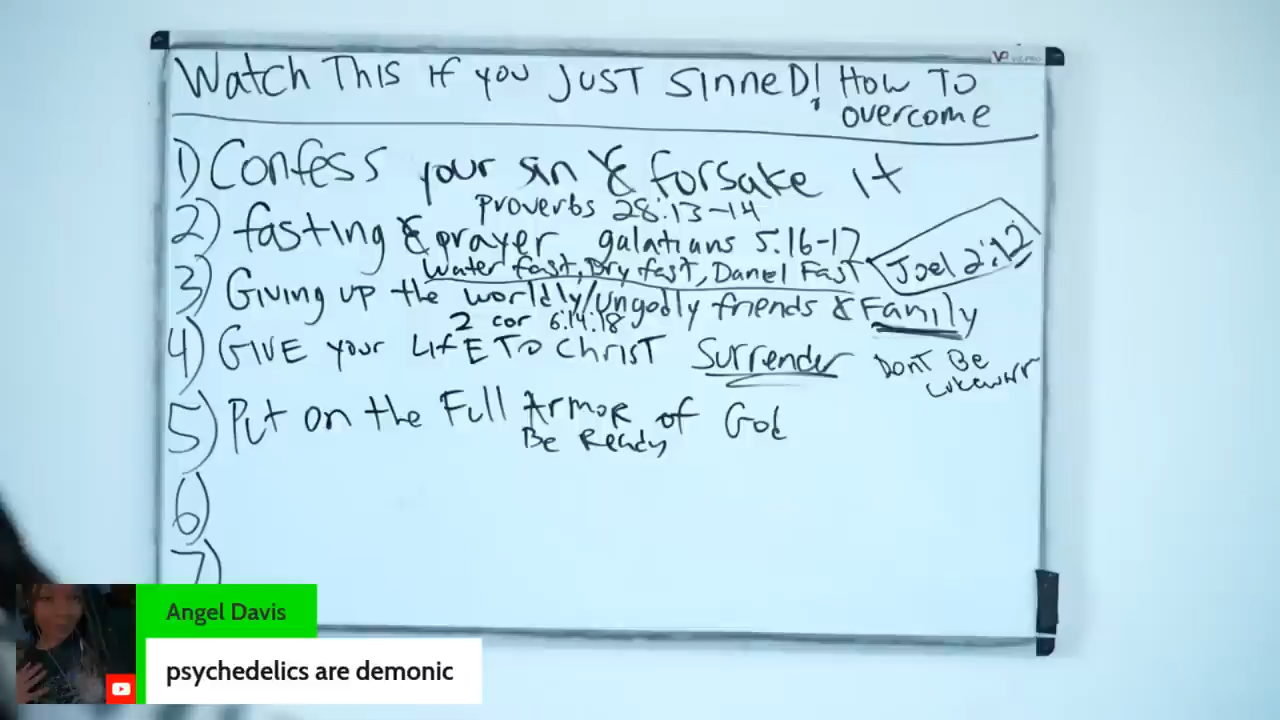 Watch This if you JUST SinneD! How To
overcome
1) Confess your sin & forsake it
proverbs 28:13-14
2) fasting & prayer galatians 5:16-17
Water fast, Dry fast, Daniel Fast
Joel 2:12
3) Giving up the worldly/ungodly friends & Family
2 cor 6:14:18
4) GIVE your LIFE TO CHRIST Surrender
DONT BE
5) Put on the Full Armor of God
Be Ready
6)
7)
Angel Davis
psychedelics are demonic